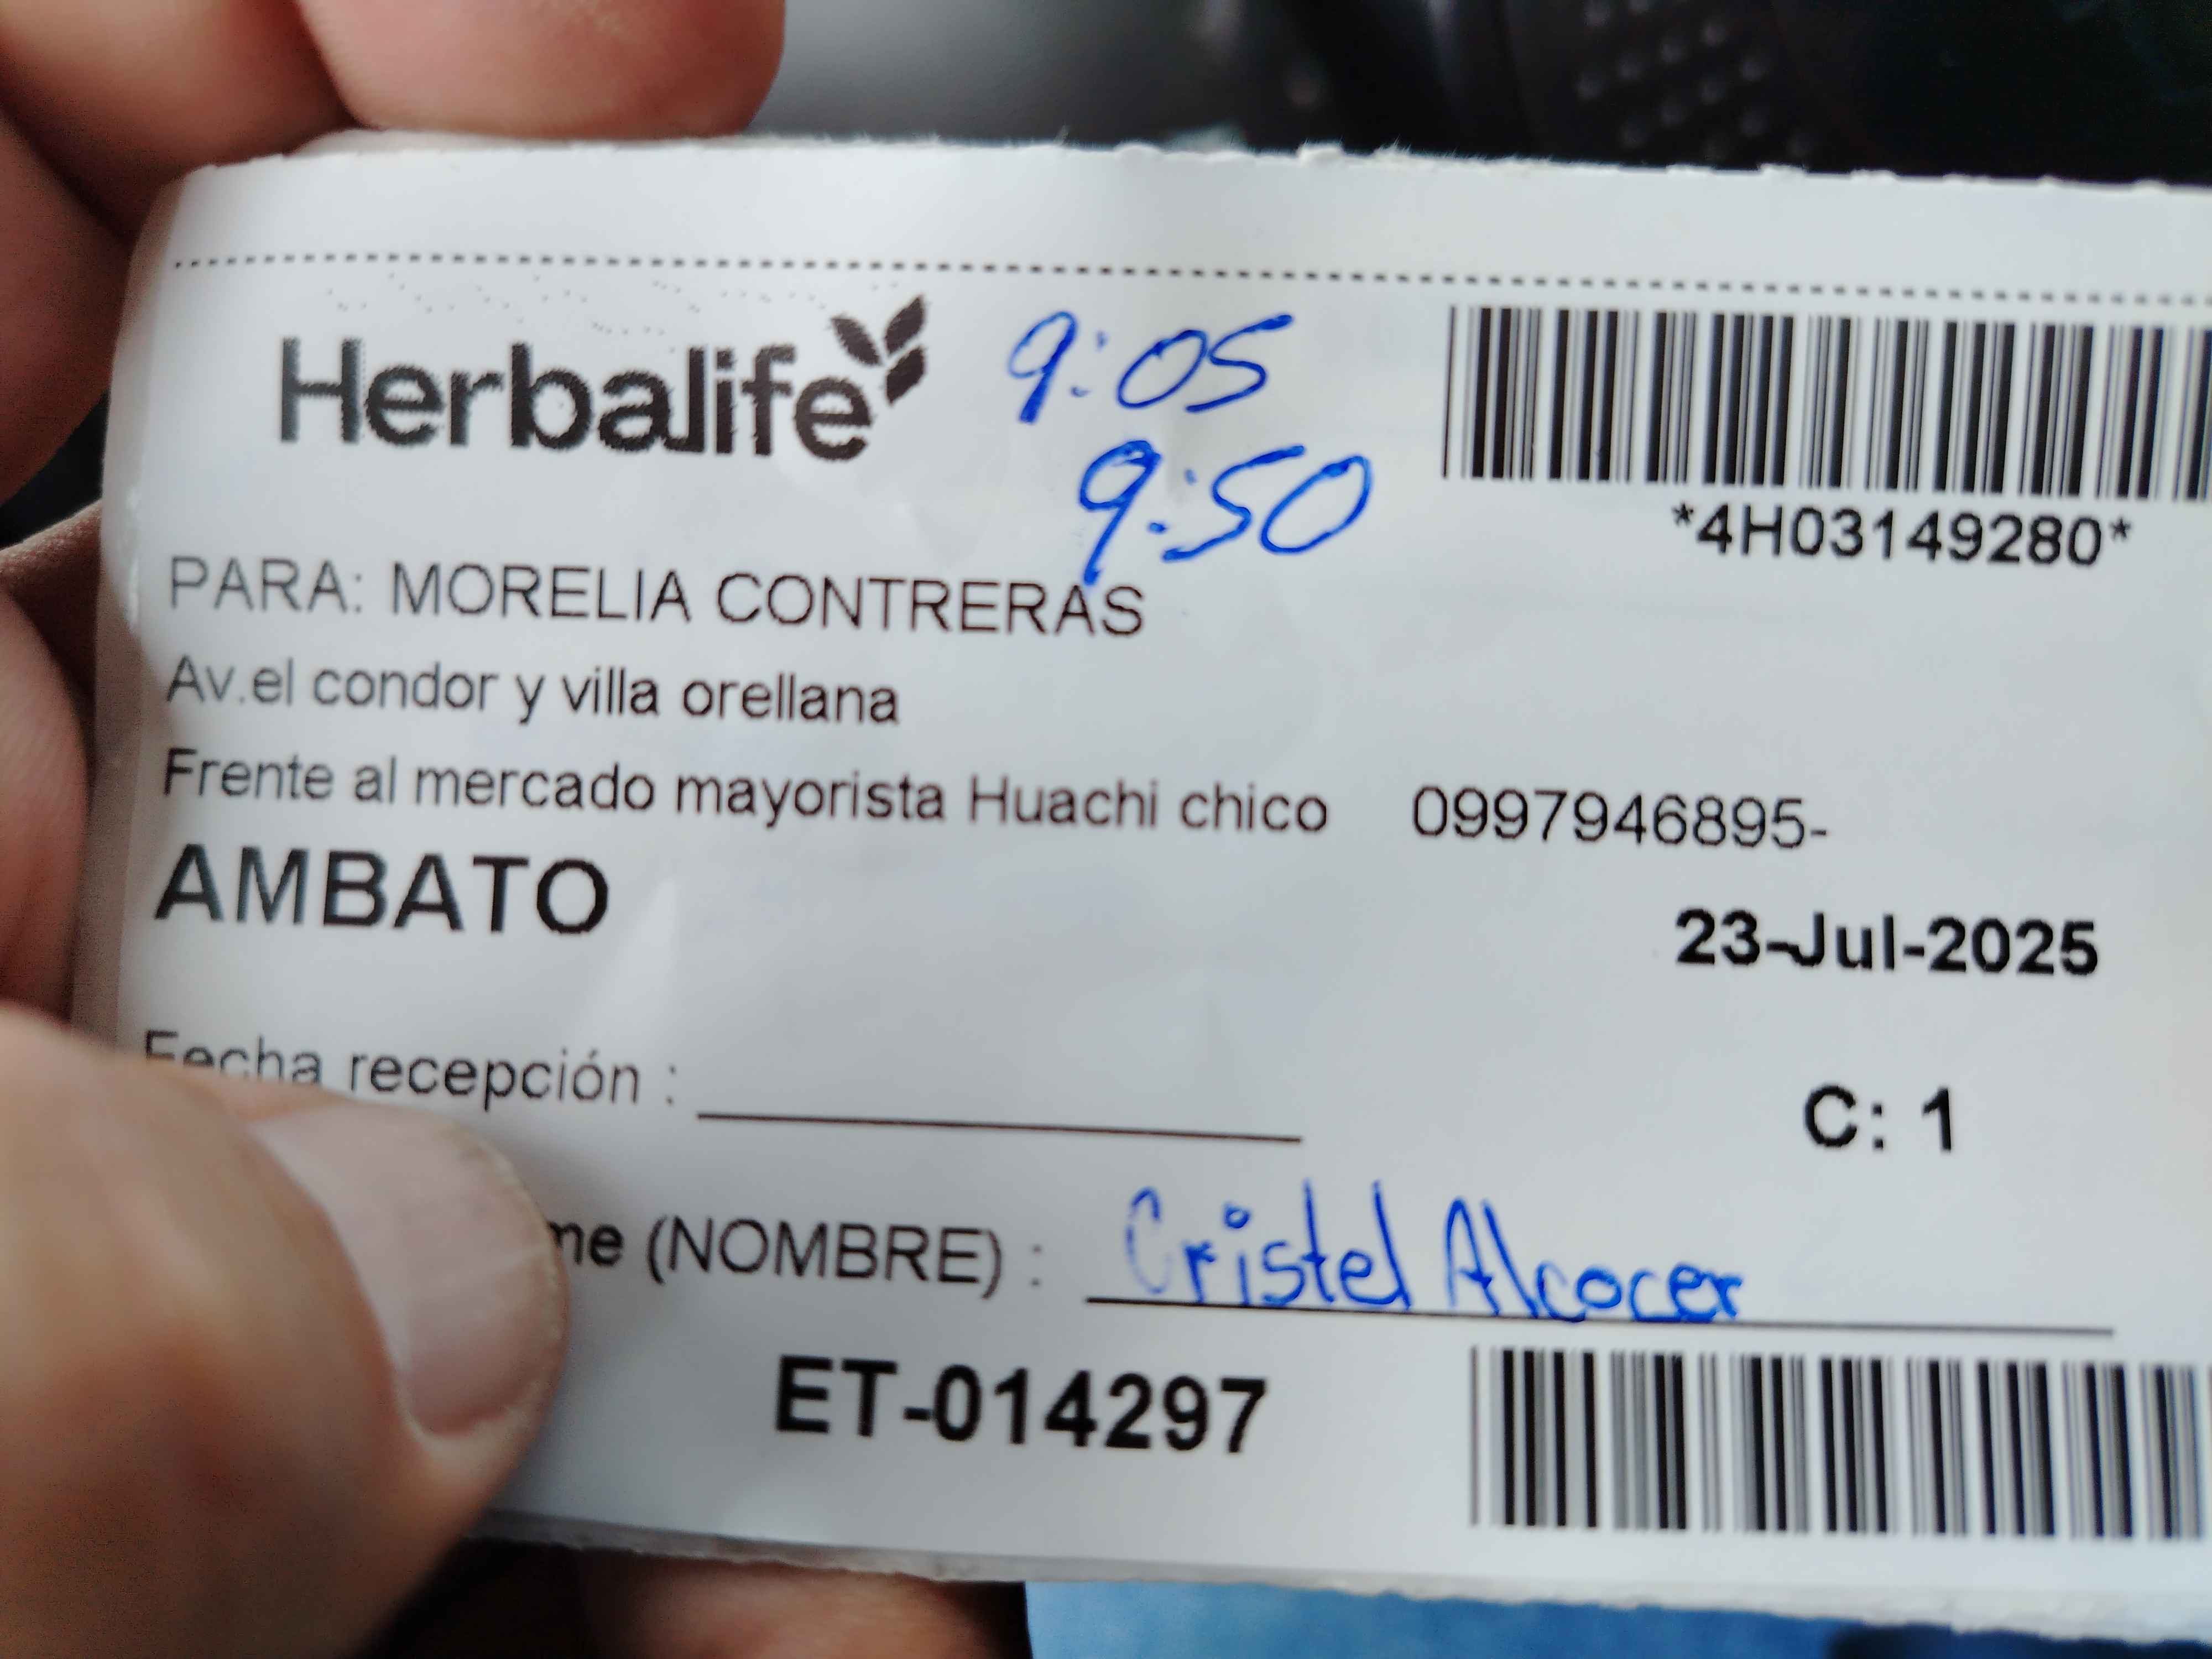 Herbalife
9:05
9:50
*4H03149280*
PARA: MORELIA CONTRERAS
Av.el condor y villa orellana
Frente al mercado mayorista Huachi chico 0997946895-
AMBATO
23-Jul-2025
Fecha recepción :
C: 1
(NOMBRE) : Cristel Alcocer
ET-014297